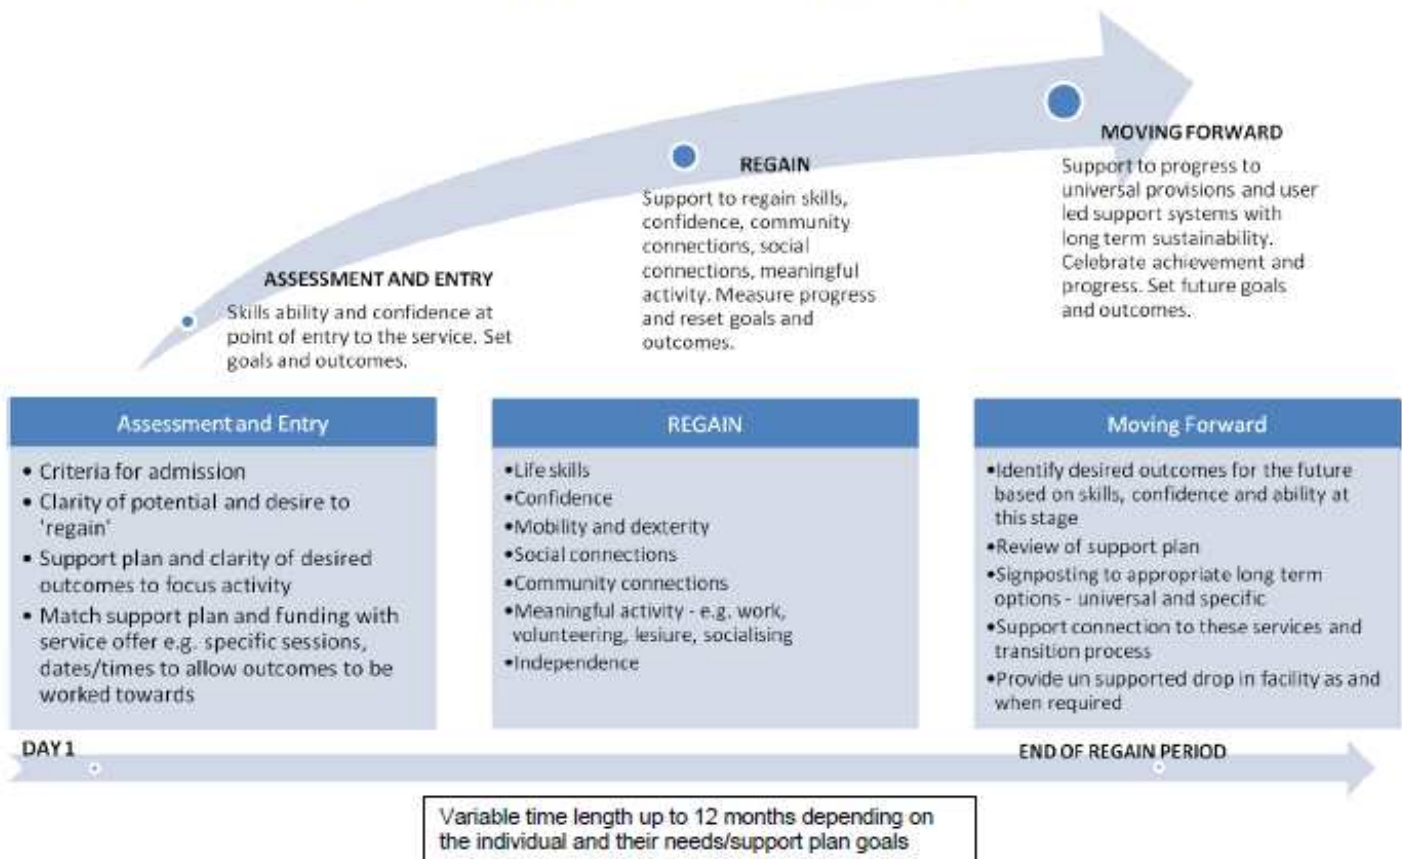 MOVING FORWARD
Support to progress to
universal provisions and user
led support systems with
long term sustainability.
Celebrate achievement and
progress. Set future goals
and outcomes.
REGAIN
Support to regain skills,
confidence, community
connections, social
connections, meaningful
activity. Measure progress
and reset goals and
outcomes.
ASSESSMENT AND ENTRY
Skills ability and confidence at
point of entry to the service. Set
goals and outcomes.
Assessment and Entry
• Criteria for admission
• Clarity of potential and desire to
'regain'
• Support plan and clarity of desired
outcomes to focus activity
• Match support plan and funding with
service offer e.g. specific sessions,
dates/times to allow outcomes to be
worked towards
REGAIN
•Life skills
•Confidence
•Mobility and dexterity
•Social connections
•Community connections
•Meaningful activity - e.g. work,
volunteering, lesiure, socialising
•Independence
Moving Forward
•Identify desired outcomes for the future
based on skills, confidence and ability at
this stage
•Review of support plan
•Signposting to appropriate long term
options - universal and specific
•Support connection to these services and
transition process
•Provide un supported drop in facility as and
when required
DAY 1
END OF REGAIN PERIOD
Variable time length up to 12 months depending on
the individual and their needs/support plan goals